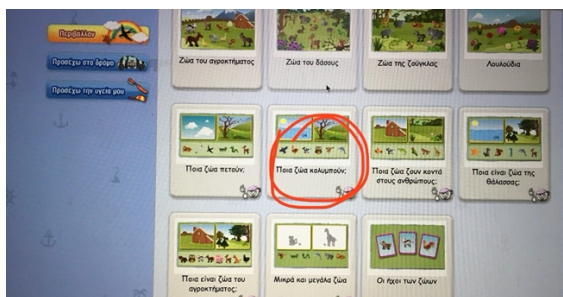 Περιβάλλον
Προσέχω στο δρόμο
Προσέχω την υγεία μου
Ζώα του αγροκτήματος
Ζώα του δάσους
Ζώα της ζούγκλας
Λουλούδια
Ποια ζώα πετούν;
Ποια ζώα κολυμπούν;
Ποια ζώα ζουν κοντά
στους ανθρώπους;
Ποια είναι ζώα της
θάλασσας;
Ποια είναι ζώα του
αγροκτήματος;
Μικρά και μεγάλα ζώα
Οι ήχοι των ζώων